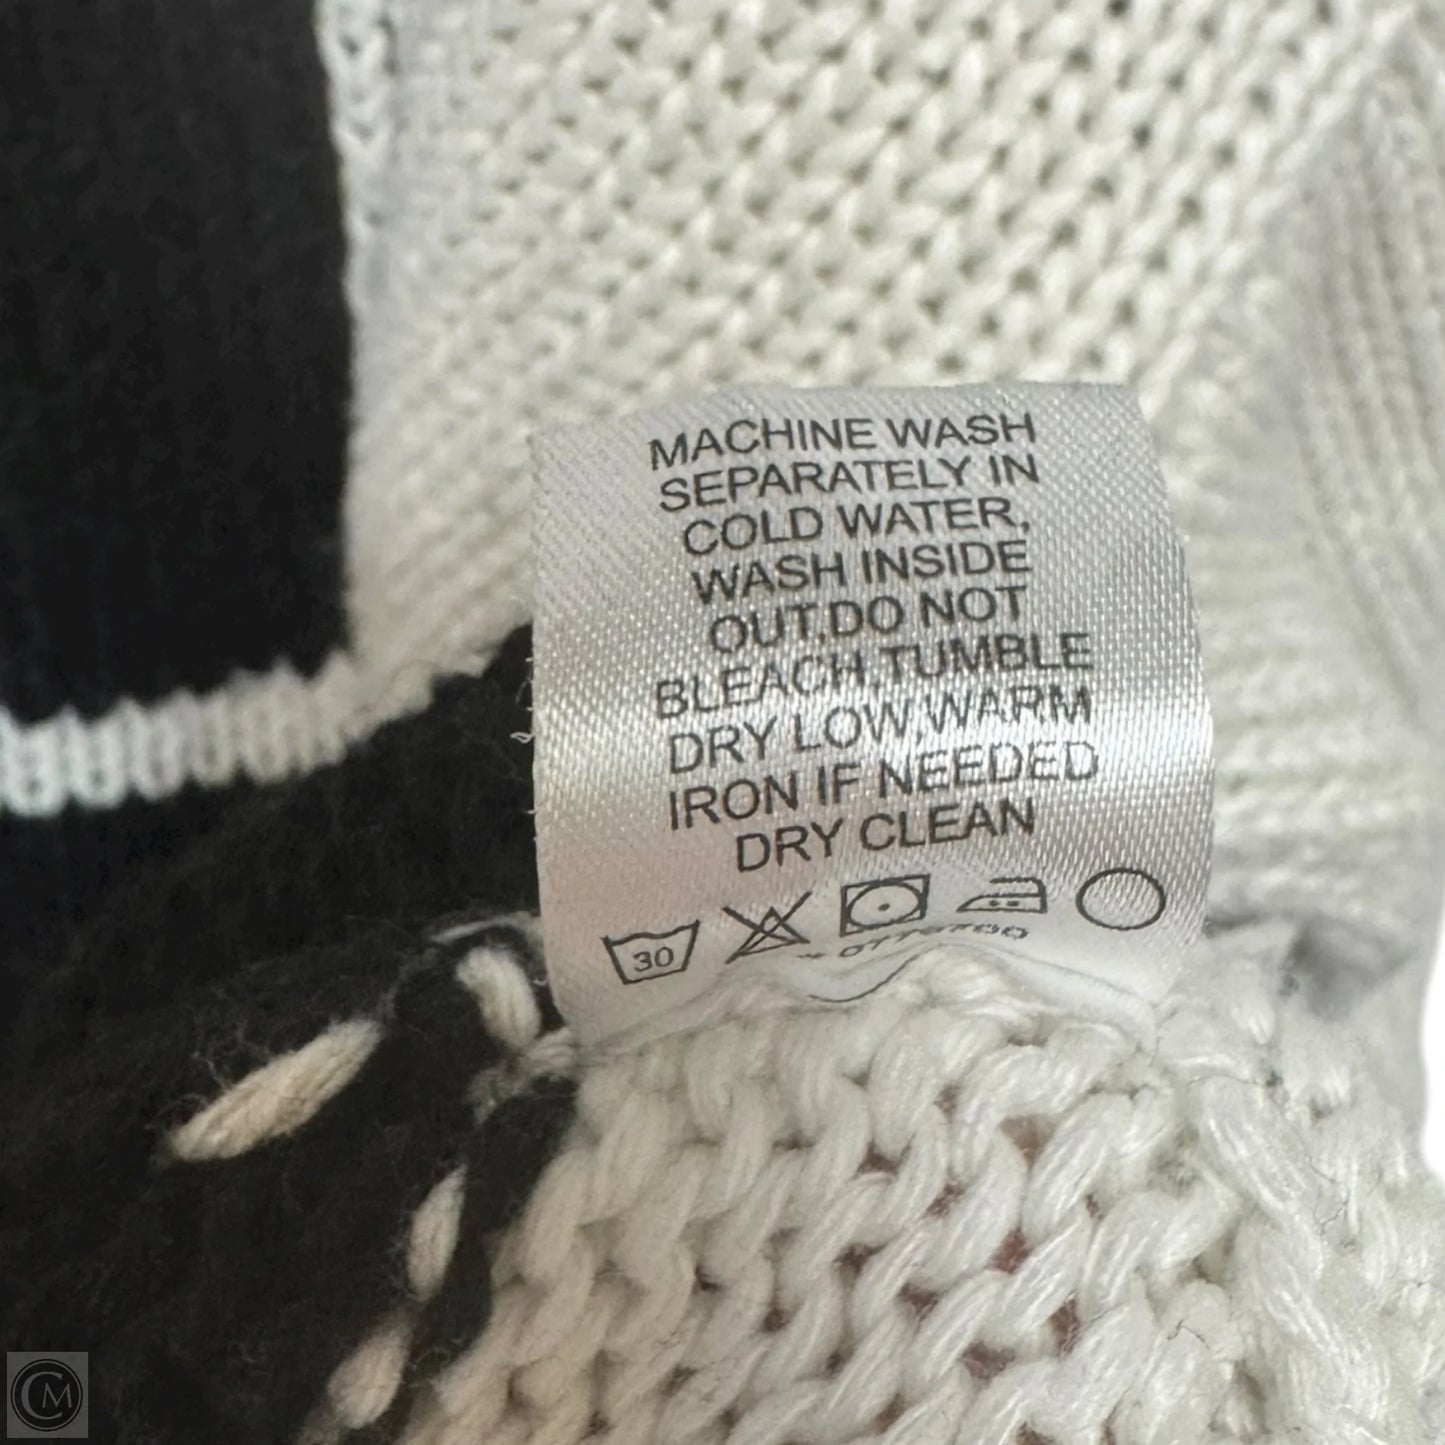 MACHINE WASH
SEPARATELY IN
COLD WATER,
WASH INSIDE
OUT,DO NOT
BLEACH,TUMBLE
DRY LOW,WARM
IRON IF NEEDED
DRY CLEAN
30
CM